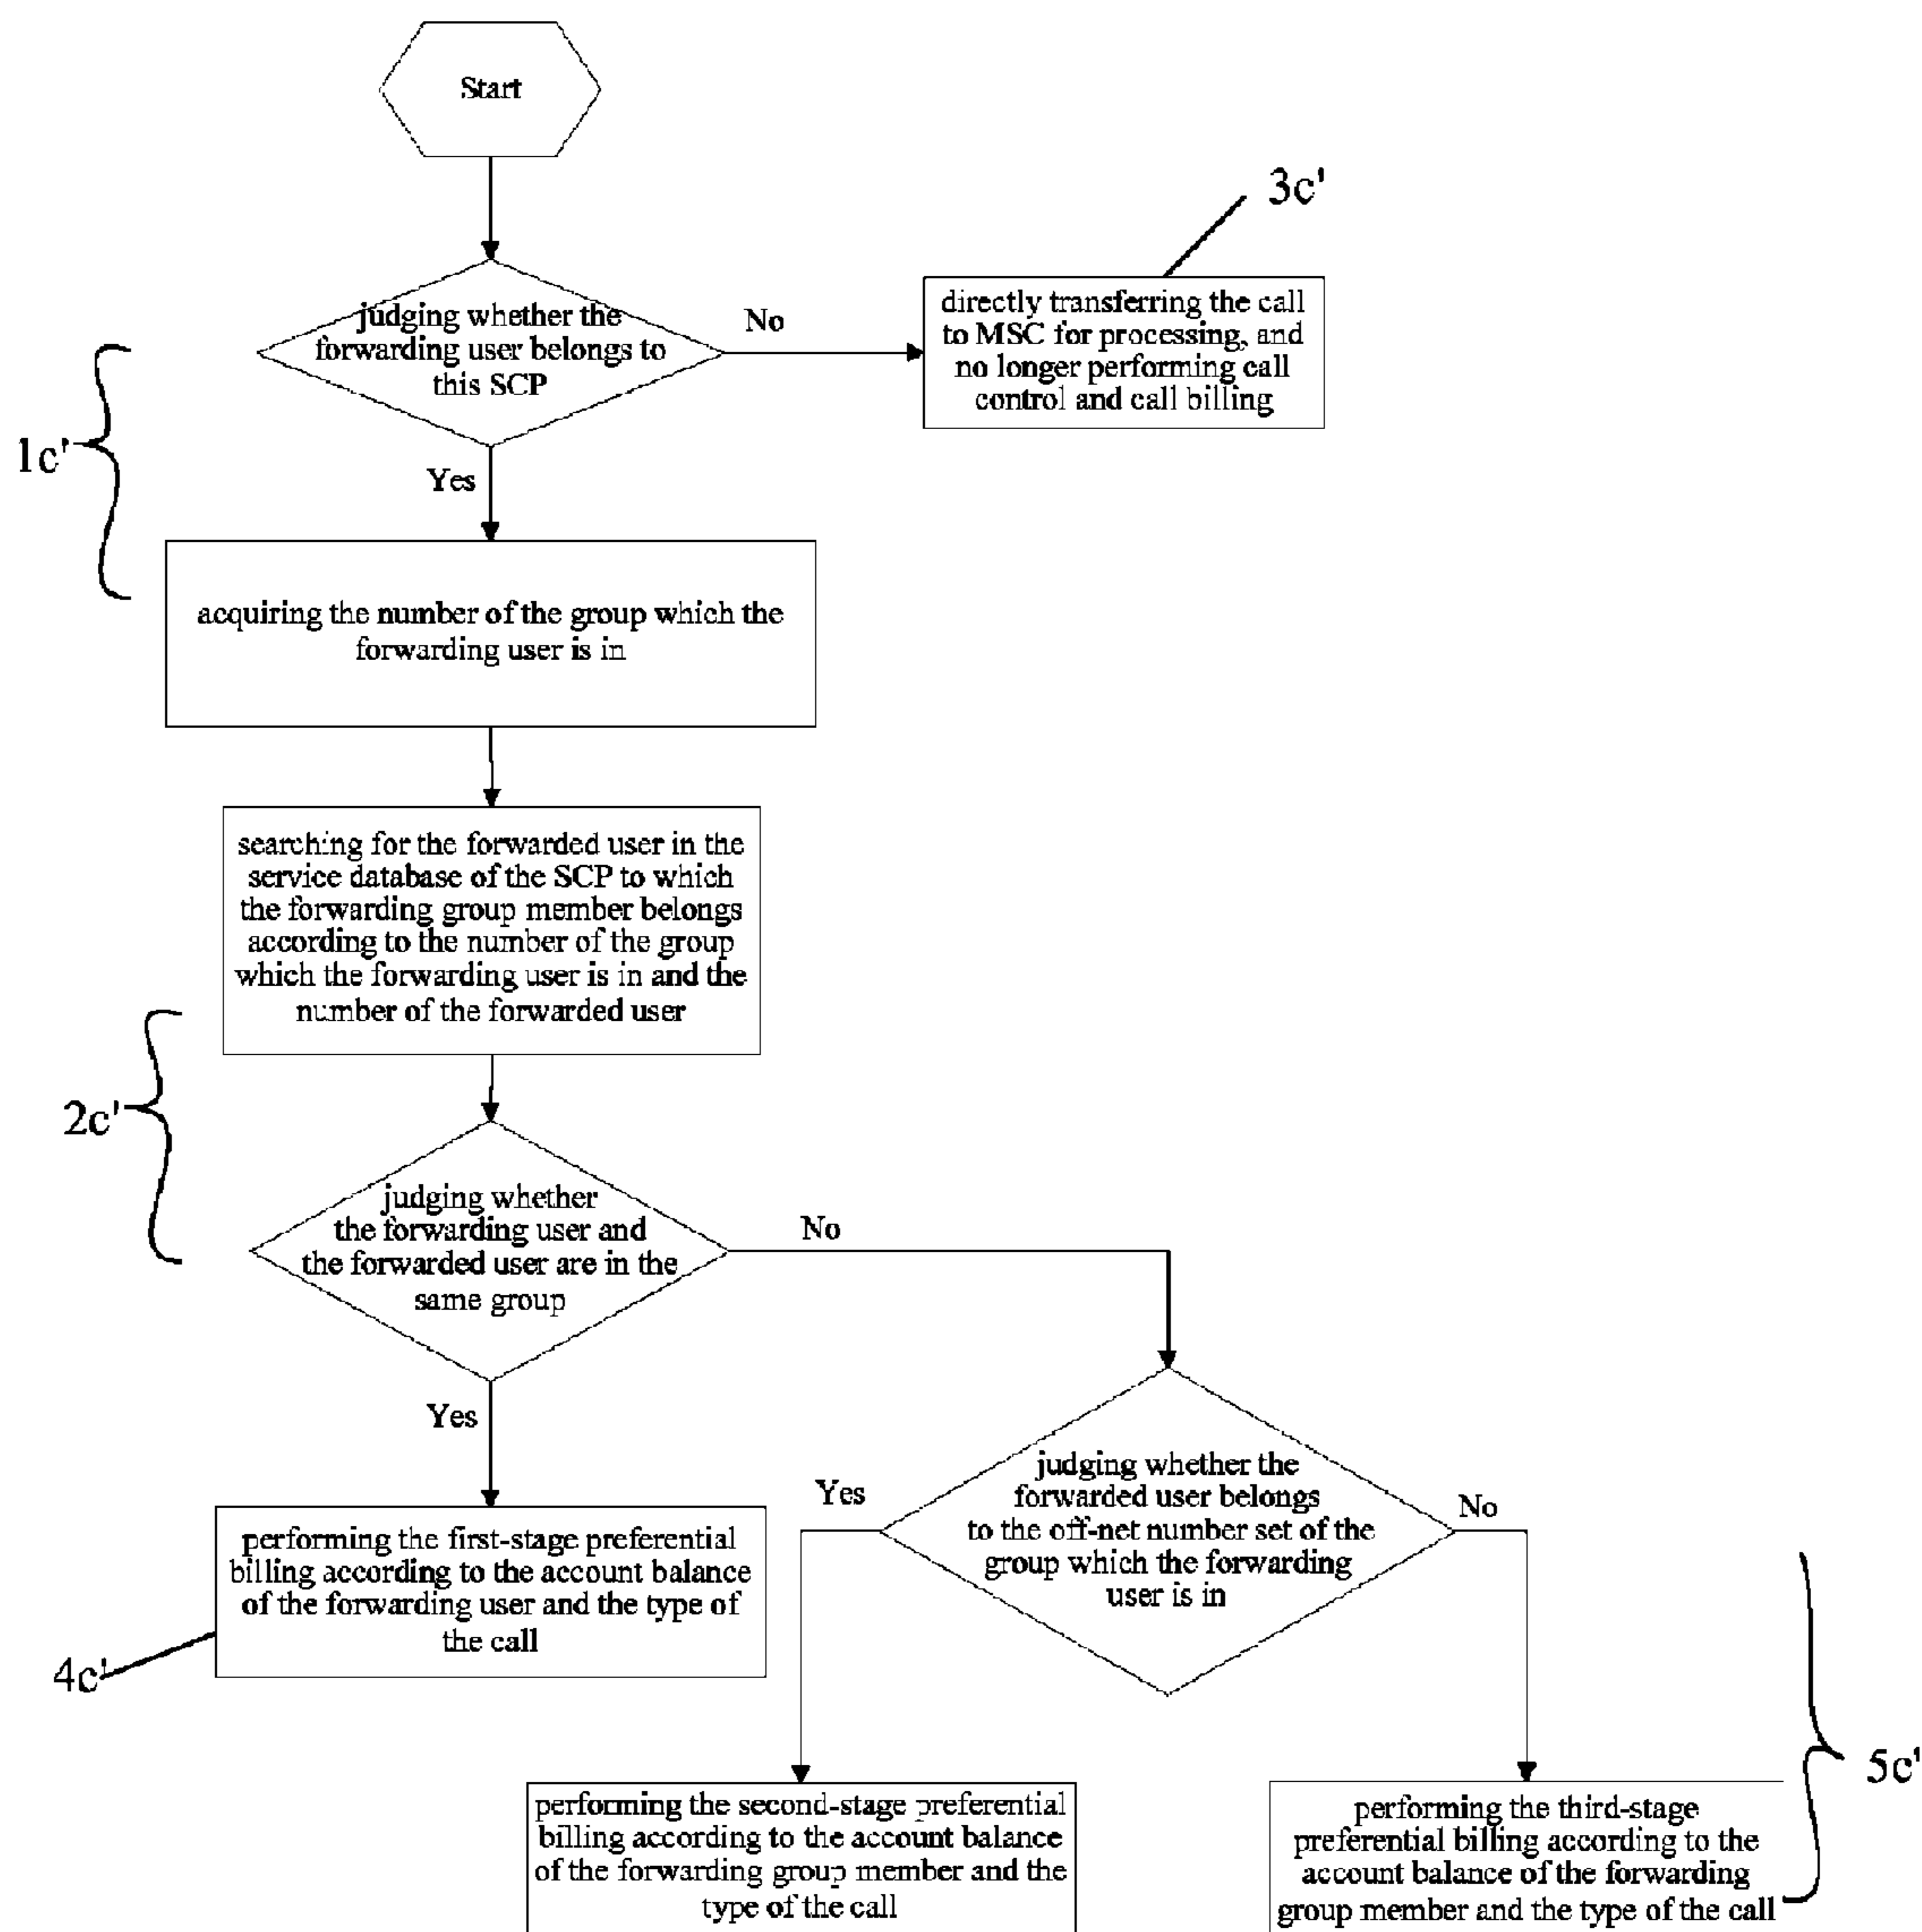 Start
3c'
judging whether the
forwarding user belongs to
this SCP
No
directly transferring the call
to MSC for processing, and
no longer performing call
control and call billing
1c'
Yes
acquiring the number of the group which the
forwarding user is in
searching for the forwarded user in the
service database of the SCP to which
the forwarding group member belongs
according to the number of the group
which the forwarding user is in and the
number of the forwarded user
2c'
judging whether
the forwarding user and
the forwarded user are in the
same group
No
Yes
judging whether the
forwarded user belongs
to the off-net number set of the
group which the forwarding
user is in
Yes
No
performing the first-stage preferential
billing according to the account balance
of the forwarding user and the type of
the call
4c'
5c'
performing the second-stage preferential
billing according to the account balance
of the forwarding group member and the
type of the call
performing the third-stage
preferential billing according to the
account balance of the forwarding
group member and the type of the call